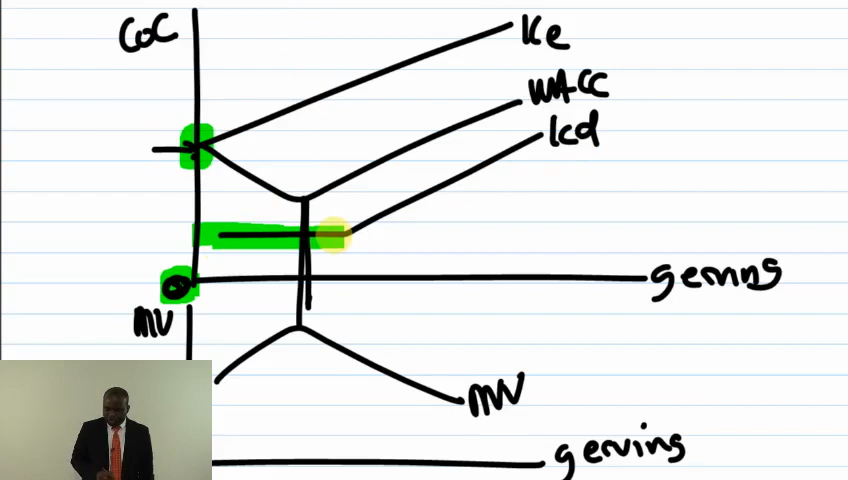 CoC
Ke
WACC
Kd
gearing
MV
MV
gearing